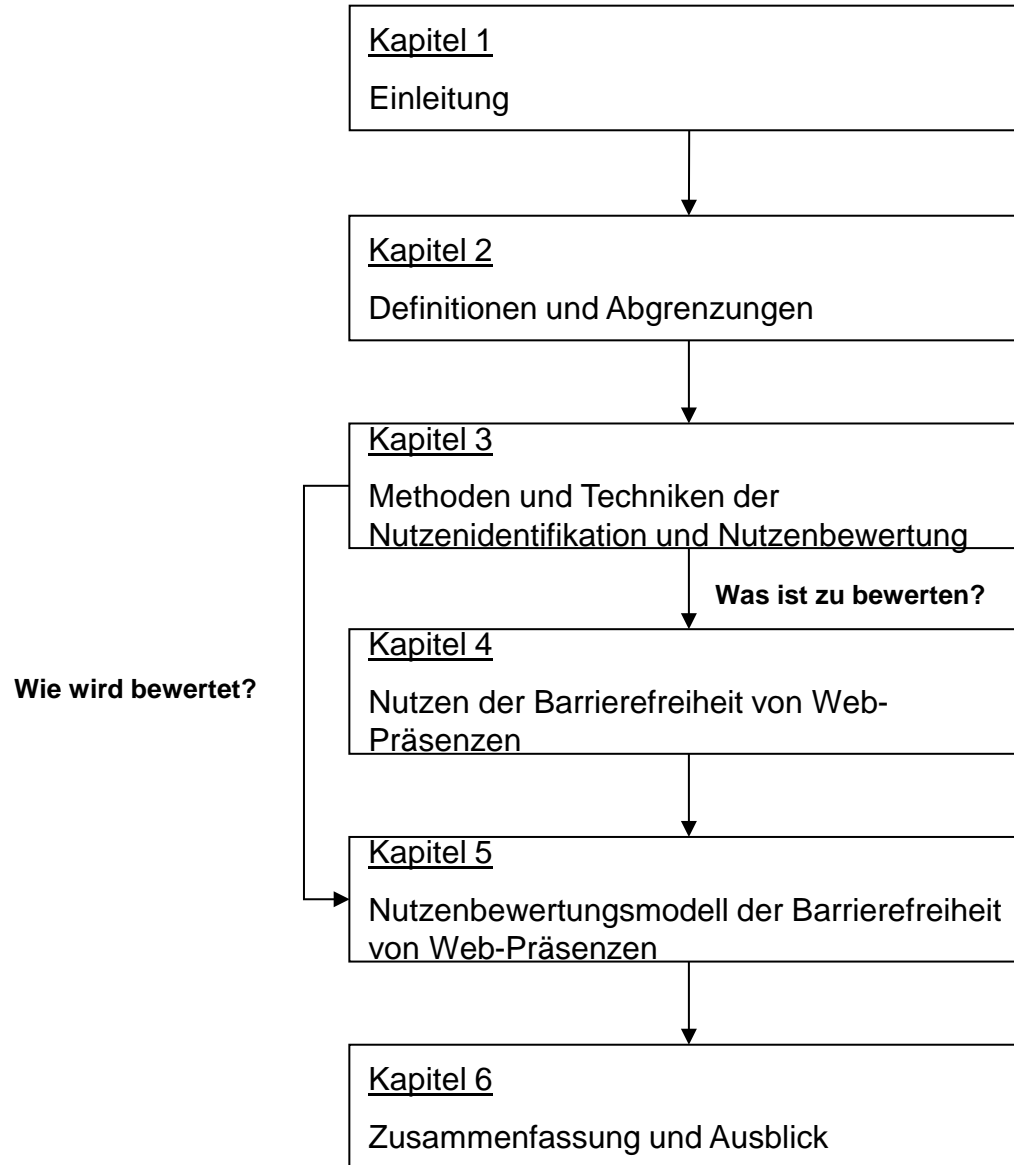 Kapitel 1
Einleitung
Kapitel 2
Definitionen und Abgrenzungen
Kapitel 3
Methoden und Techniken der
Nutzenidentifikation und Nutzenbewertung
Was ist zu bewerten?
Kapitel 4
Wie wird bewertet?
Nutzen der Barrierefreiheit von Web-
Präsenzen
Kapitel 5
Nutzenbewertungsmodell der Barrierefreiheit
von Web-Präsenzen
Kapitel 6
Zusammenfassung und Ausblick